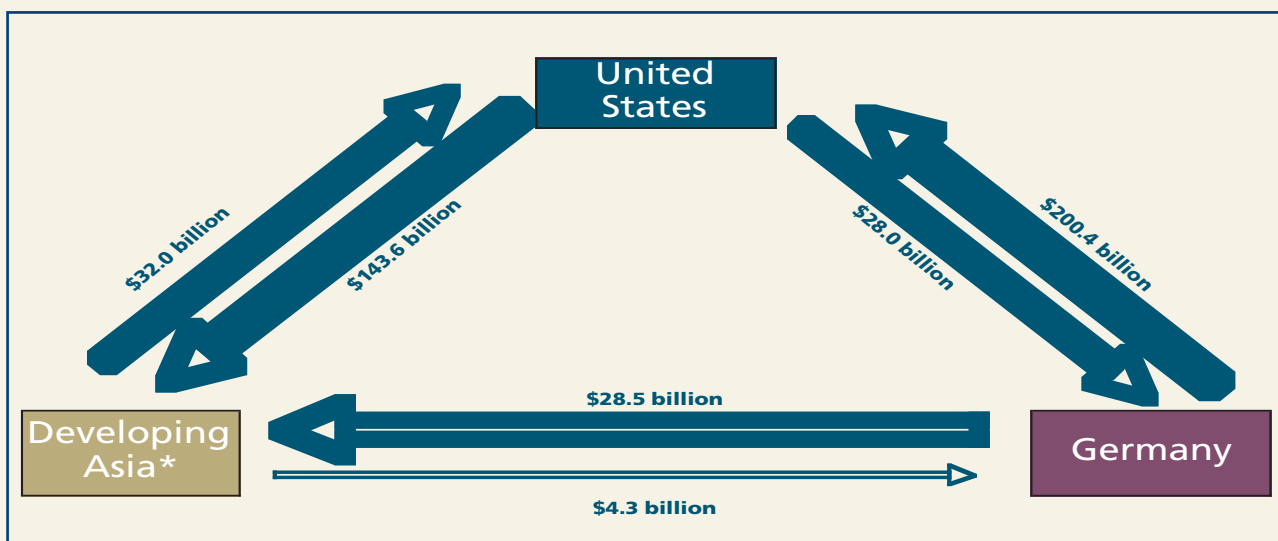 United
States
$32.0 billion
$143.6 billion
$28.0 billion
$200.4 billion
$28.5 billion
Developing
Asia*
Germany
$4.3 billion